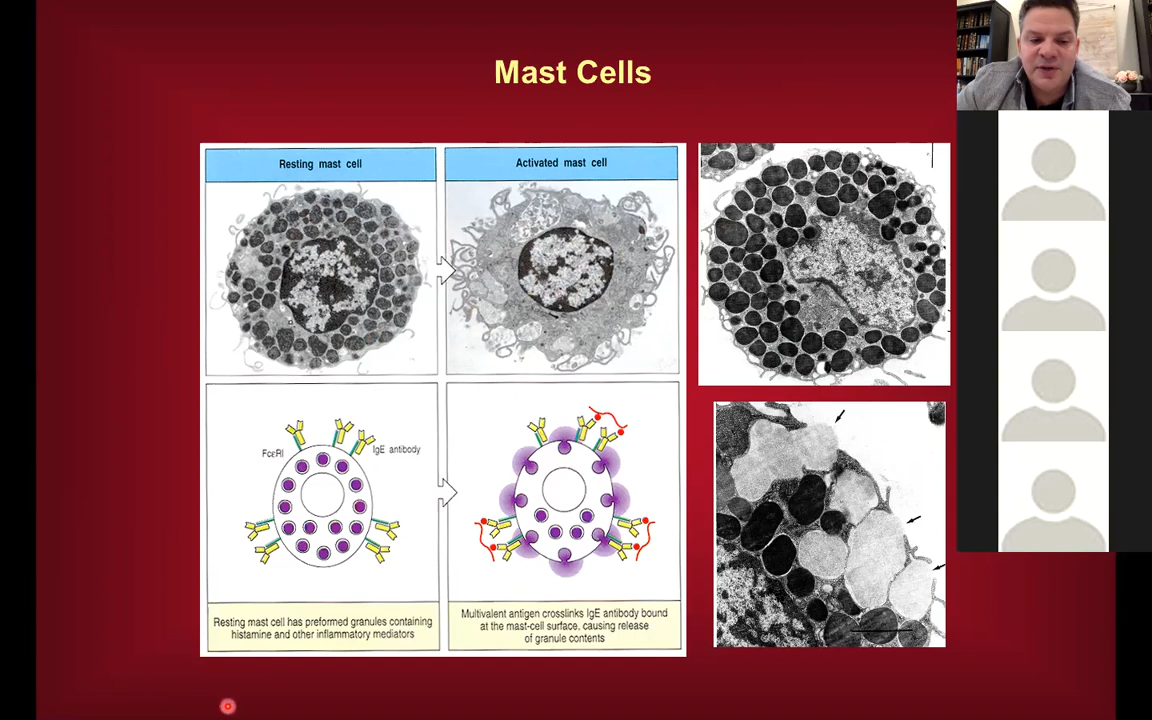 Mast Cells
Resting mast cell
Activated mast cell
FcεRI
IgE antibody
Resting mast cell has preformed granules containing
histamine and other inflammatory mediators
Multivalent antigen crosslinks IgE antibody bound
at the mast-cell surface, causing release
of granule contents